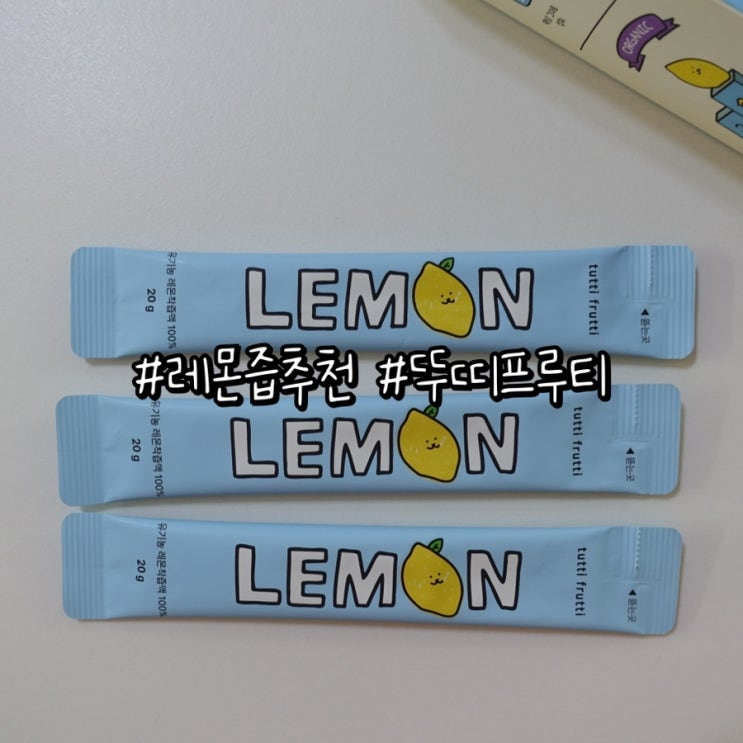 ORGANIC
LEMON
유기농 레몬착즙액 100%
20 g
tutti frutti
◀ 뜯는곳
#레몬즙추천 #뚜띠프루티
LEMON
유기농 레몬착즙액 100%
20 g
tutti frutti
◀ 뜯는곳
LEMON
유기농 레몬착즙액 100%
20 g
tutti frutti
◀ 뜯는곳